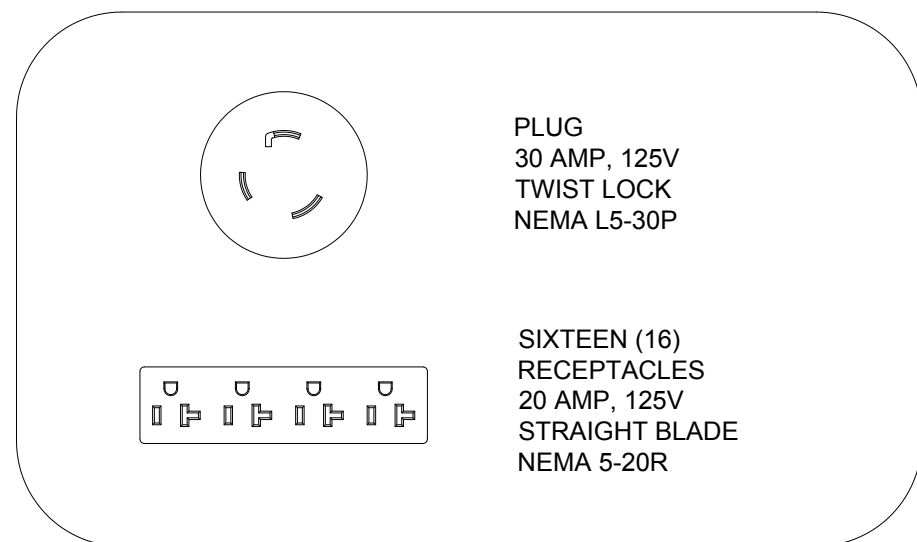 PLUG
30 AMP, 125V
TWIST LOCK
NEMA L5-30P
SIXTEEN (16)
RECEPTACLES
20 AMP, 125V
STRAIGHT BLADE
NEMA 5-20R